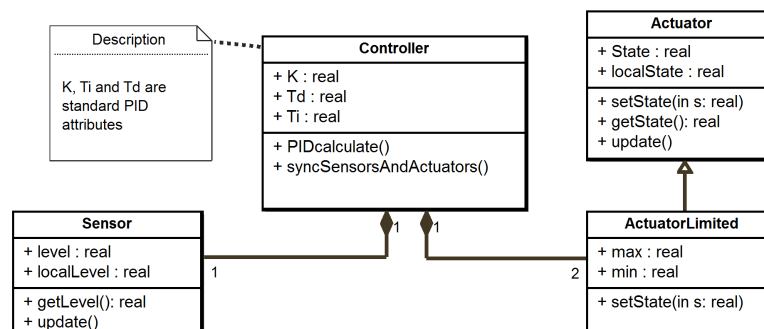 Description
K, Ti and Td are
standard PID
attributes
Controller
+ K : real
+ Td : real
+ Ti : real
+ PIDcalculate()
+ syncSensorsAndActuators()
Actuator
+ State : real
+ localState : real
+ setState(in s: real)
+ getState(): real
+ update()
Sensor
+ level : real
+ localLevel : real
+ getLevel(): real
+ update()
1
1
1
2
ActuatorLimited
+ max : real
+ min : real
+ setState(in s: real)